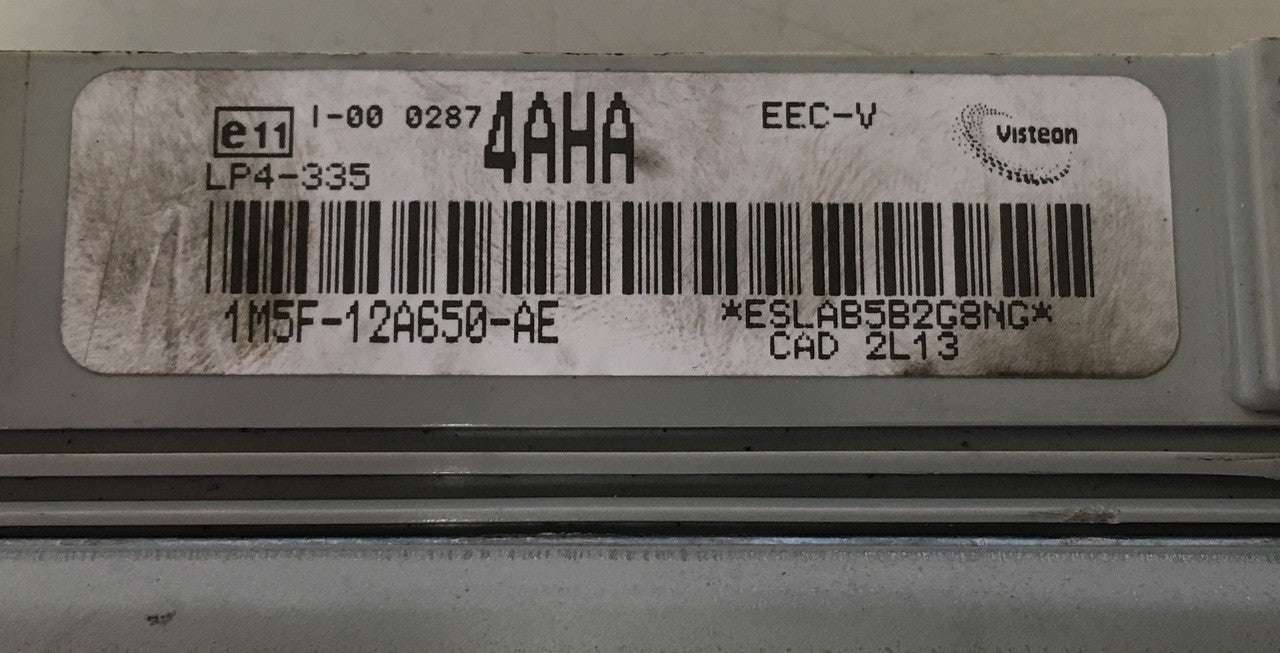 e11 I-00 0287 4AHA EEC-V Visteon
LP4-335
1M5F-12A650-AE *ESLAB5B2G8NG*
CAD 2L13